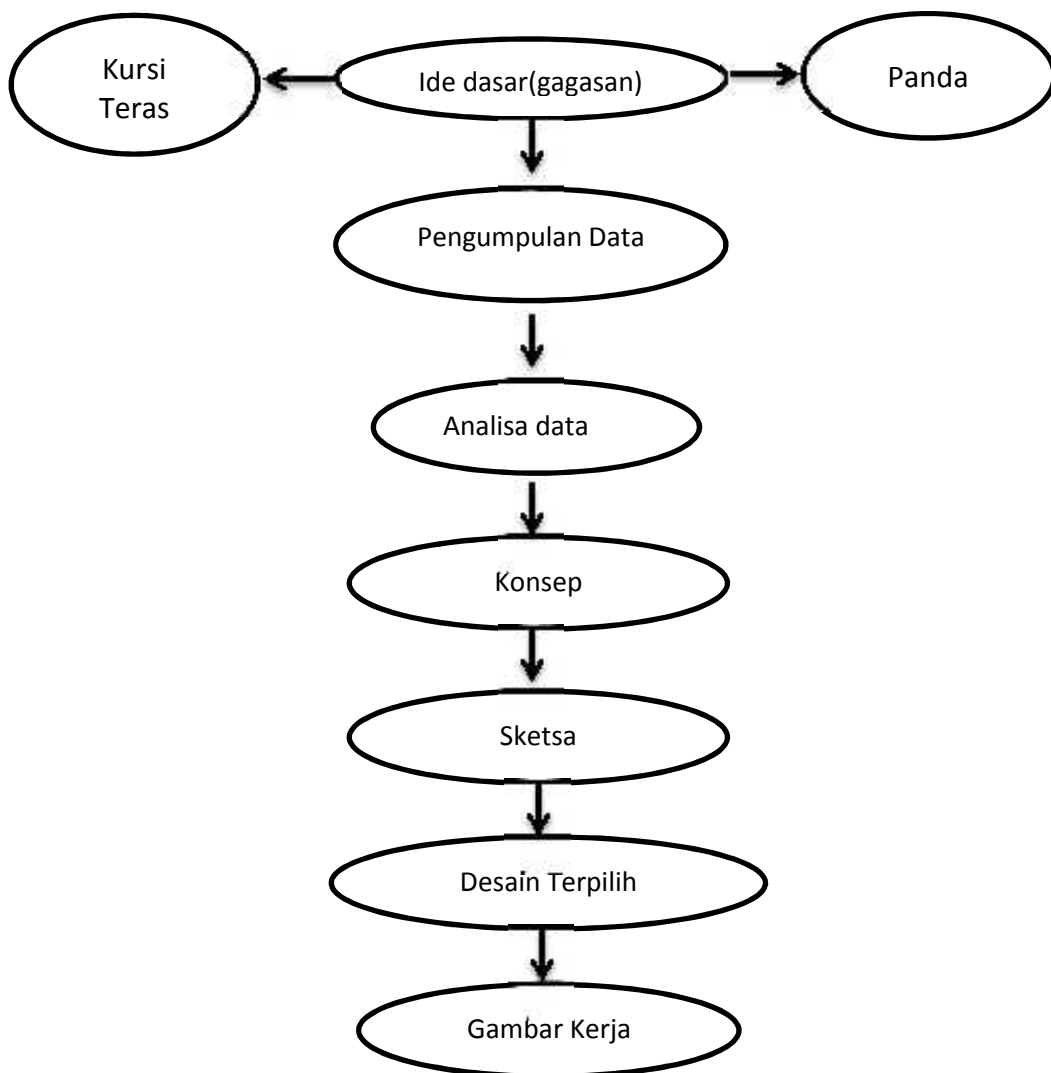 Kursi
Teras
Ide dasar(gagasan)
Panda
Pengumpulan Data
Analisa data
Konsep
Sketsa
Desain Terpilih
Gambar Kerja